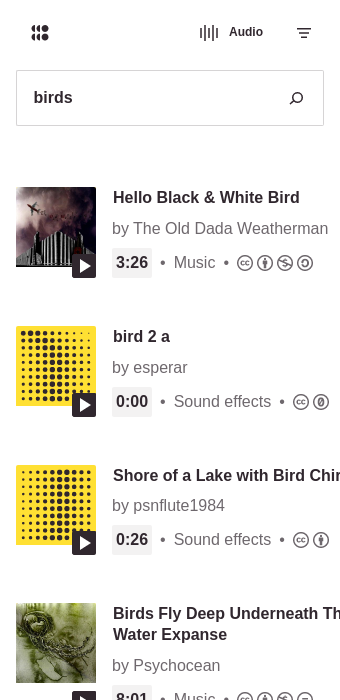 Audio
birds
Hello Black & White Bird
by The Old Dada Weatherman
3:26 • Music •
bird 2 a
by esperar
0:00 • Sound effects •
Shore of a Lake with Bird
by psnflute1984
0:26 • Sound effects •
Birds Fly Deep Underneath
Water Expanse
by Psychocean
8:01 • Music •